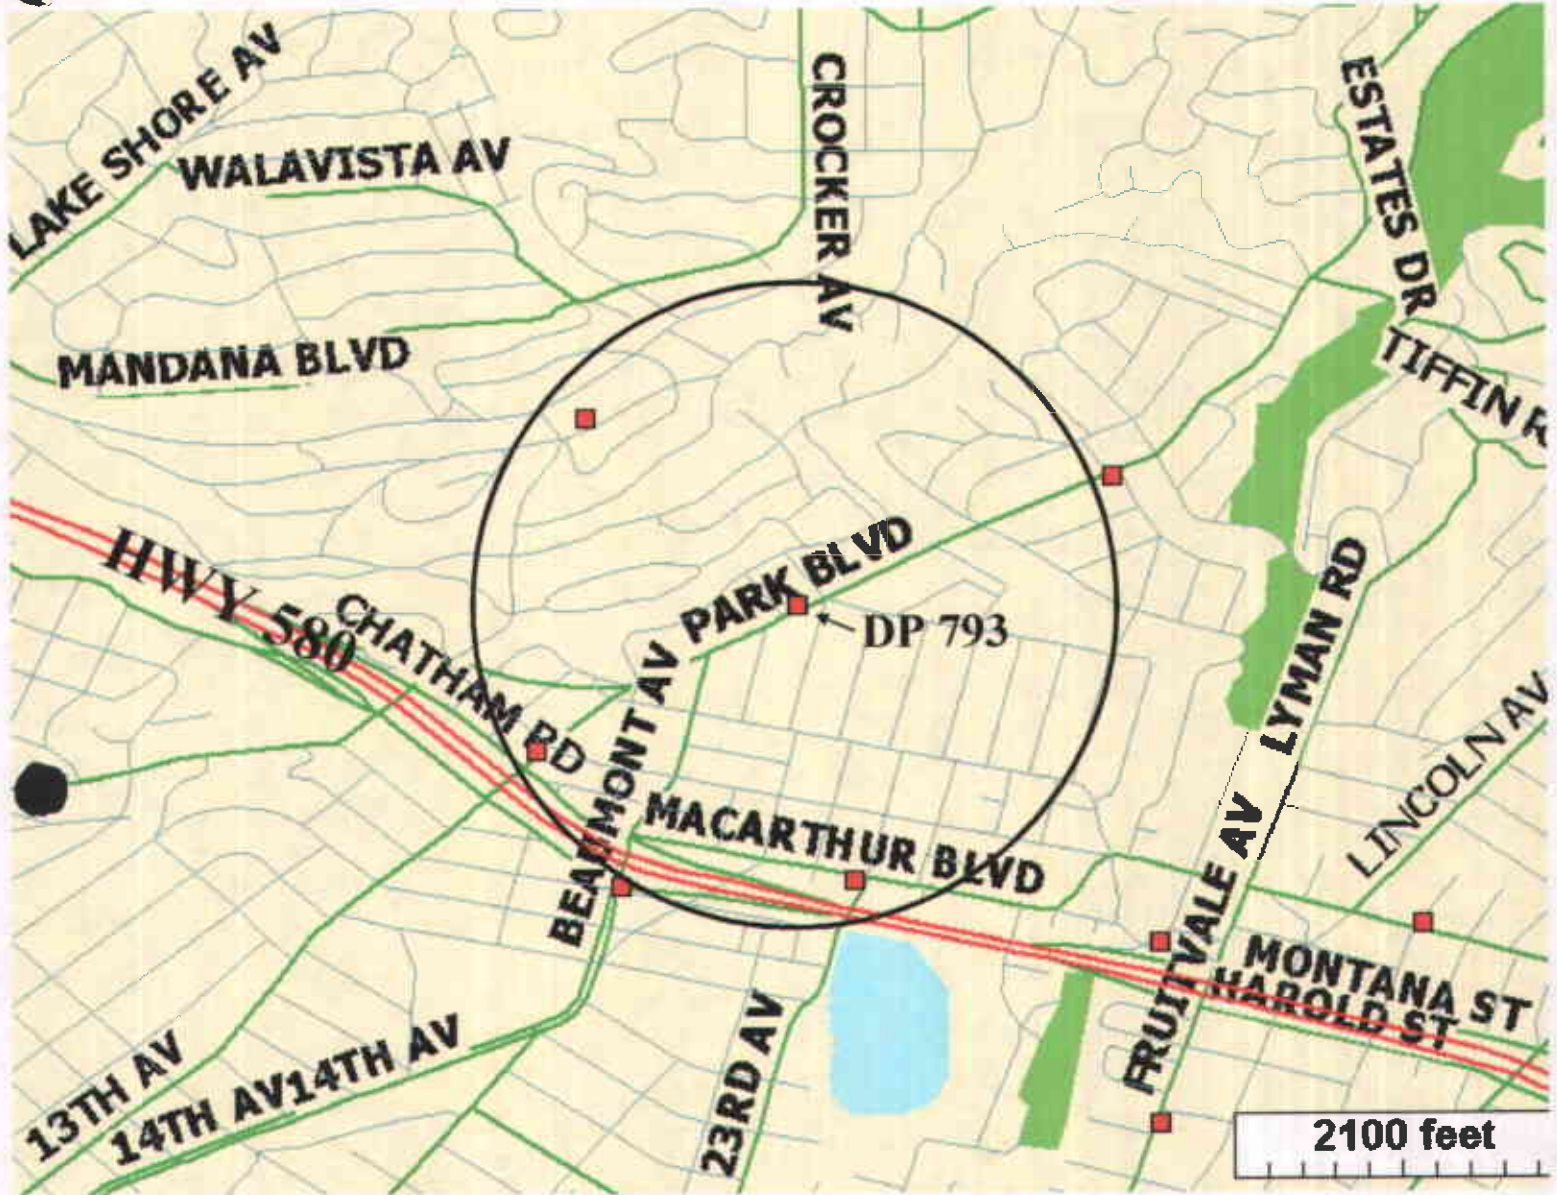 LAKE SHORE AV
WALAVISTA AV
CROCKER AV
ESTATES DR
MANDANA BLVD
TIFFIN R
HWY 580
CHATHAM RD
PARK BLVD
DP 793
BEAUMONT AV
LYMAN RD
LINCOLN AV
MACARTHUR BLVD
FRUITVALE AV
MONTANA ST
HAROLD ST
13TH AV
14TH AV14TH AV
23RD AV
2100 feet